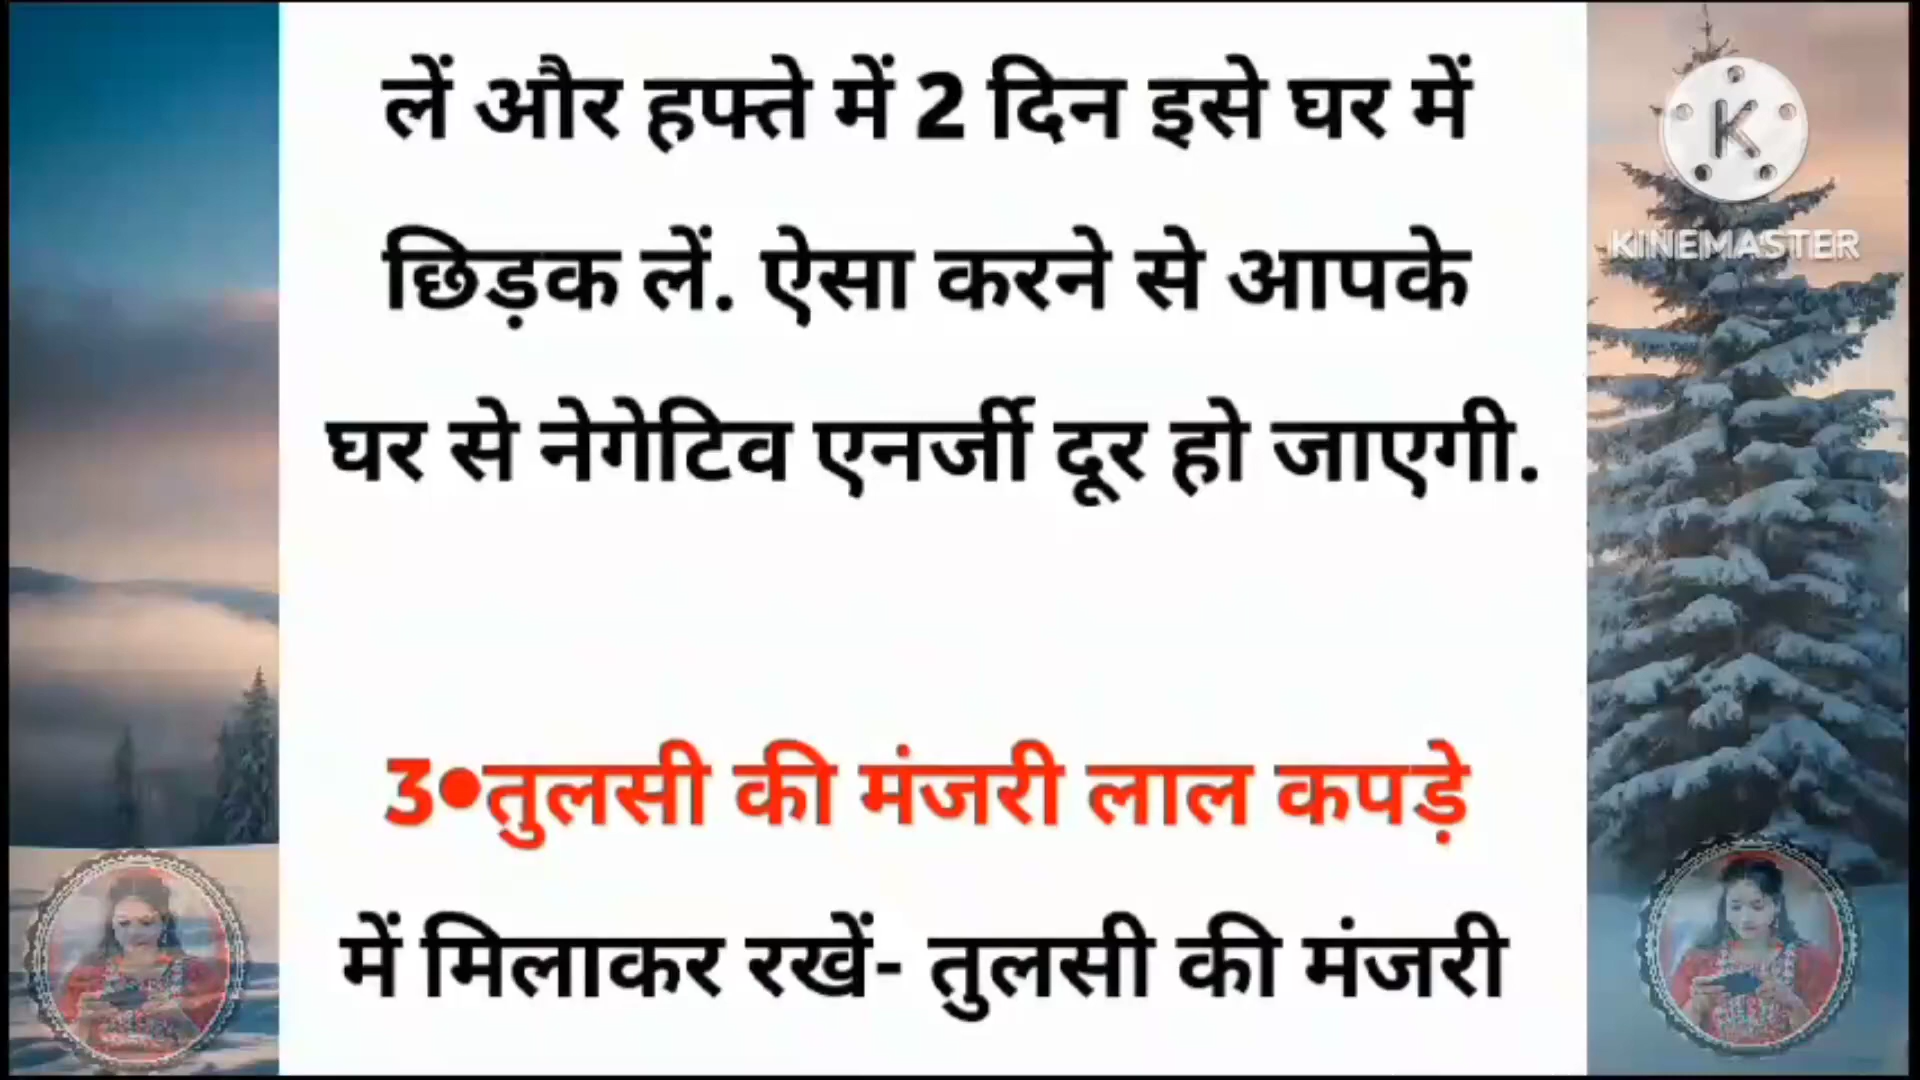 लें और हफ्ते में 2 दिन इसे घर में
छिड़क लें. ऐसा करने से आपके
घर से नेगेटिव एनर्जी दूर हो जाएगी.
3•तुलसी की मंजरी लाल कपड़े
में मिलाकर रखें- तुलसी की मंजरी
K
KINEMASTER